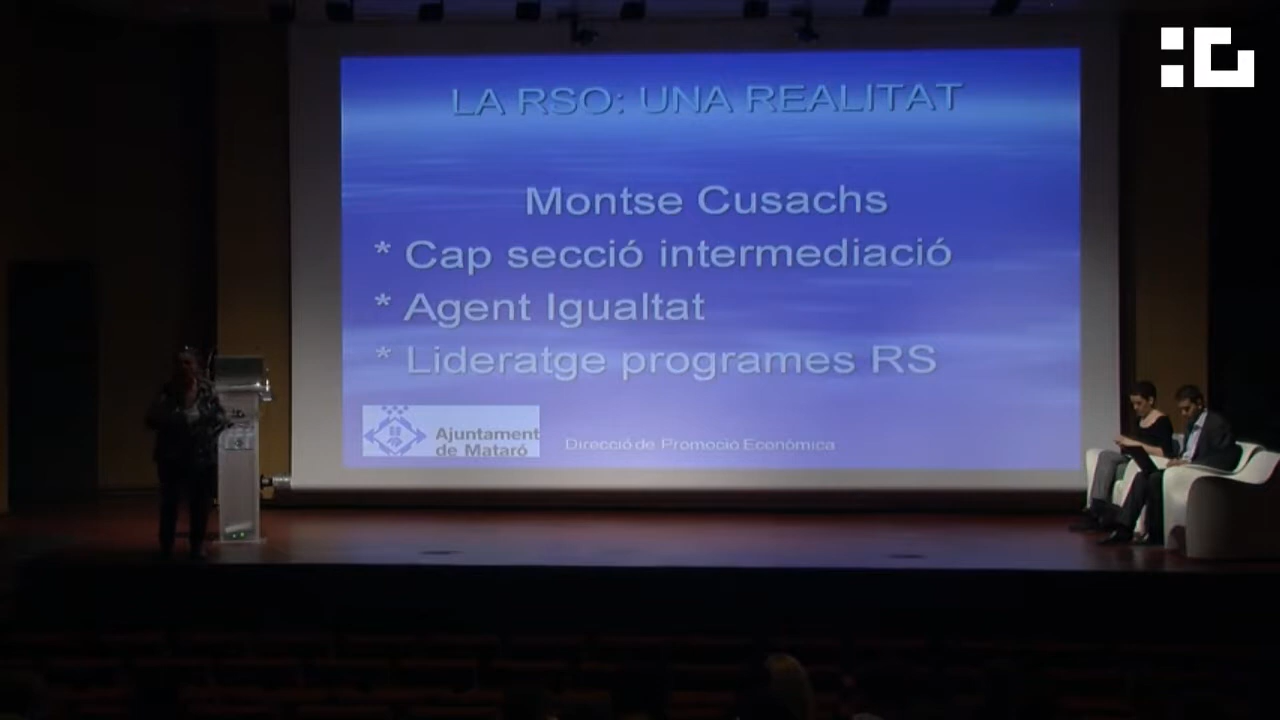 LA RSO: UNA REALITAT
Montse Cusachs
* Cap secció intermediació
* Agent Igualtat
* Lideratge programes RS
Ajuntament
de Mataró
Direcció de Promoció Econòmica